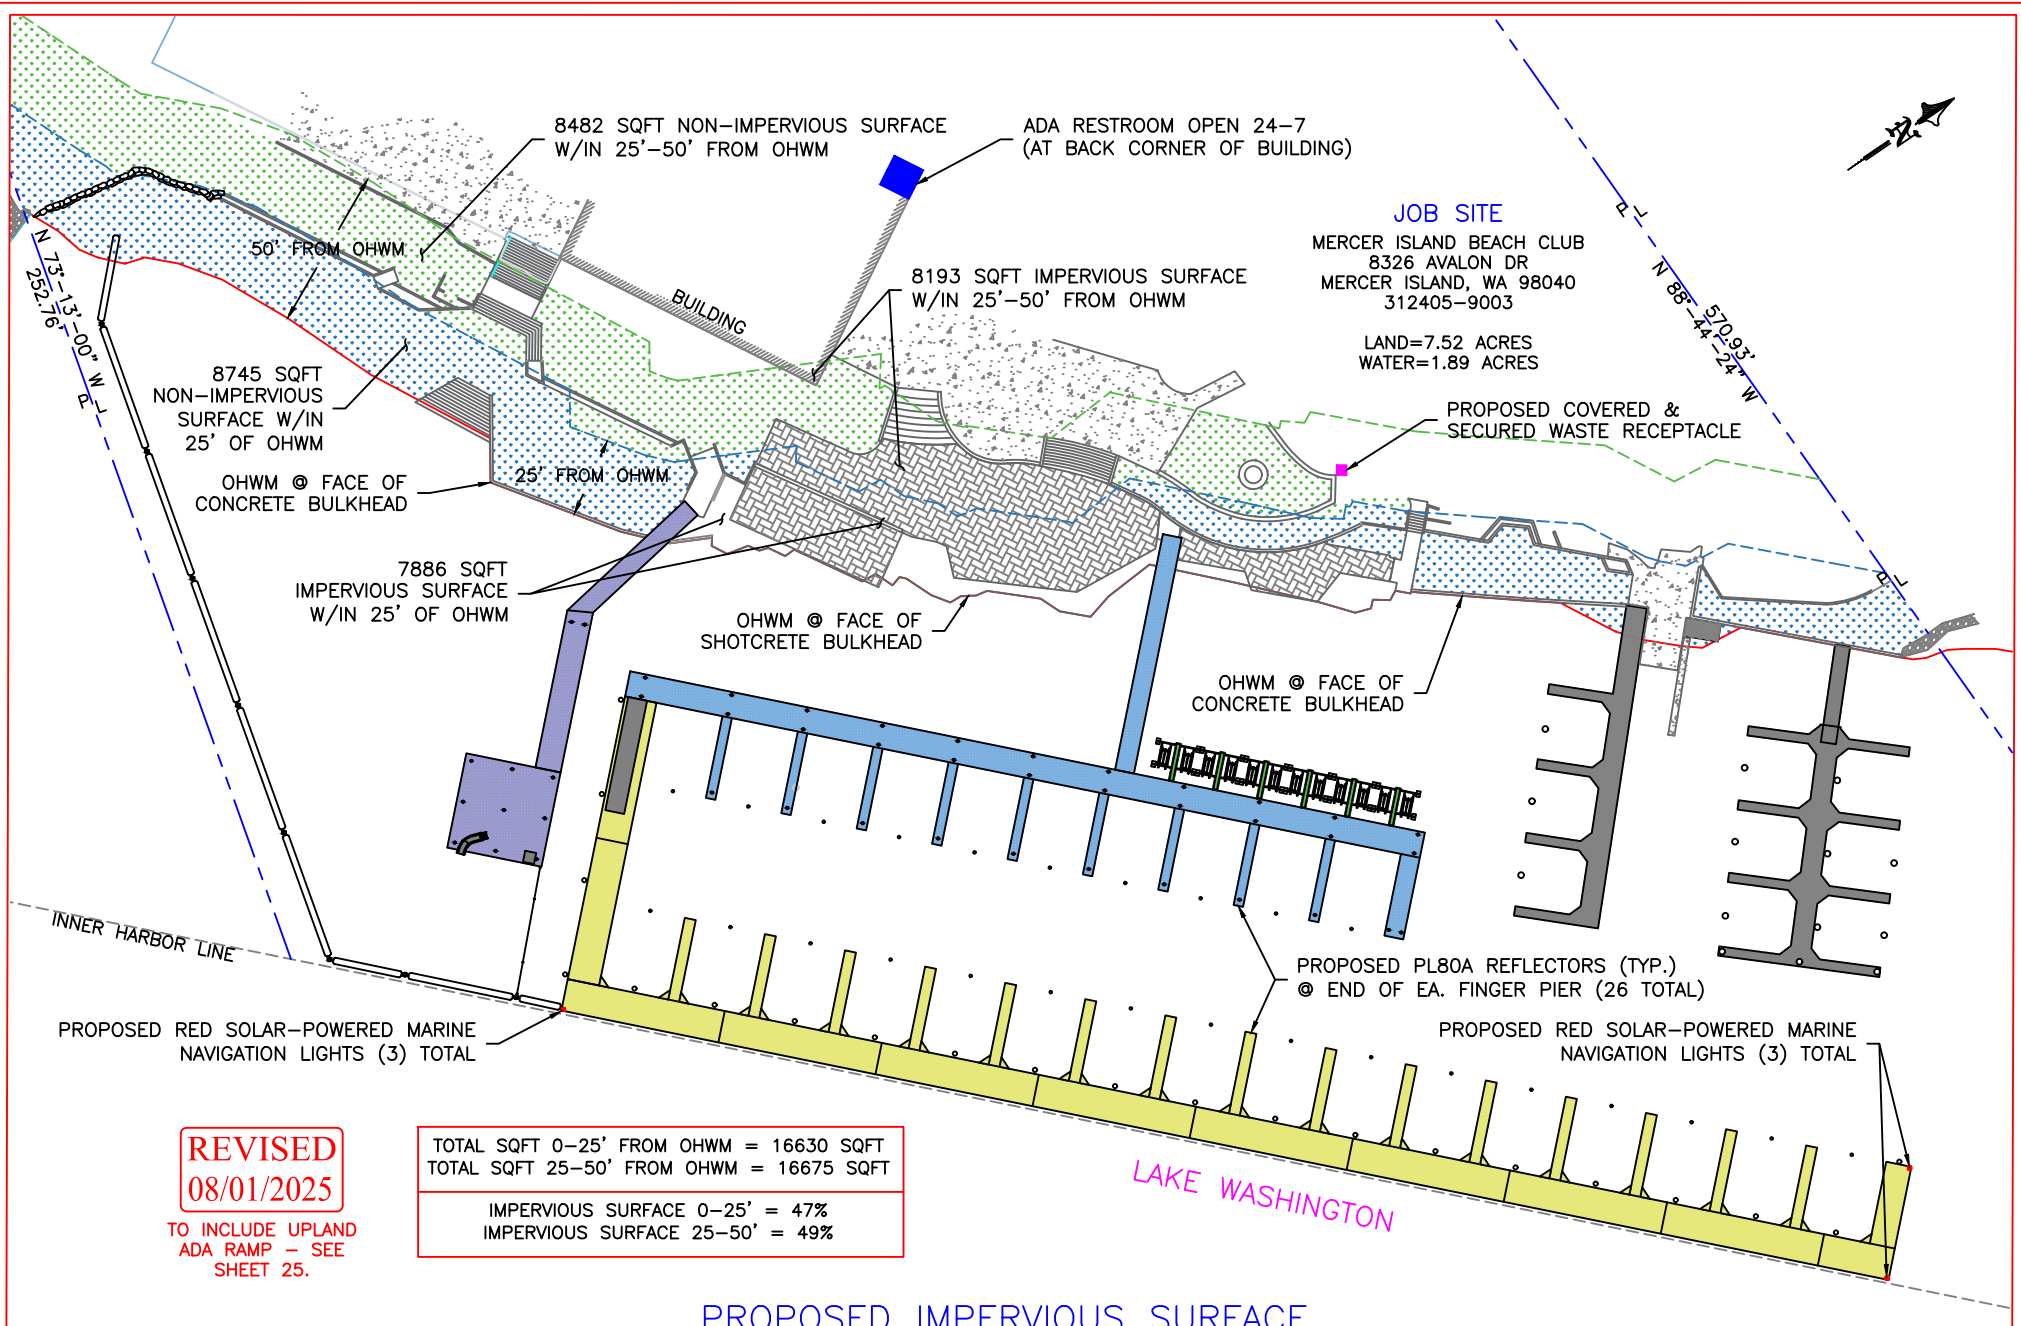 8482 SQFT NON-IMPERVIOUS SURFACE
W/IN 25'-50' FROM OHWM
ADA RESTROOM OPEN 24-7
(AT BACK CORNER OF BUILDING)
N
JOB SITE
MERCER ISLAND BEACH CLUB
8326 AVALON DR
MERCER ISLAND, WA 98040
312405-9003
LAND=7.52 ACRES
WATER=1.89 ACRES
PL
N 88°-44'-24" W
570.93'
PL
N 73°-13'-00" W
252.76'
PL
50' FROM OHWM
BUILDING
8193 SQFT IMPERVIOUS SURFACE
W/IN 25'-50' FROM OHWM
8745 SQFT
NON-IMPERVIOUS
SURFACE W/IN
25' OF OHWM
PROPOSED COVERED &
SECURED WASTE RECEPTACLE
OHWM @ FACE OF
CONCRETE BULKHEAD
25' FROM OHWM
7886 SQFT
IMPERVIOUS SURFACE
W/IN 25' OF OHWM
OHWM @ FACE OF
SHOTCRETE BULKHEAD
OHWM @ FACE OF
CONCRETE BULKHEAD
INNER HARBOR LINE
PROPOSED PL80A REFLECTORS (TYP.)
@ END OF EA. FINGER PIER (26 TOTAL)
PROPOSED RED SOLAR-POWERED MARINE
NAVIGATION LIGHTS (3) TOTAL
PROPOSED RED SOLAR-POWERED MARINE
NAVIGATION LIGHTS (3) TOTAL
REVISED
08/01/2025
TO INCLUDE UPLAND
ADA RAMP - SEE
SHEET 25.
TOTAL SQFT 0-25' FROM OHWM = 16630 SQFT
TOTAL SQFT 25-50' FROM OHWM = 16675 SQFT
IMPERVIOUS SURFACE 0-25' = 47%
IMPERVIOUS SURFACE 25-50' = 49%
LAKE WASHINGTON
PROPOSED IMPERVIOUS SURFACE